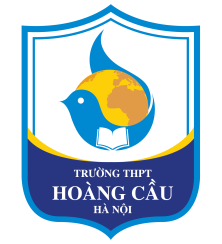 TRƯỜNG THPT
HOÀNG CẦU
HÀ NỘI